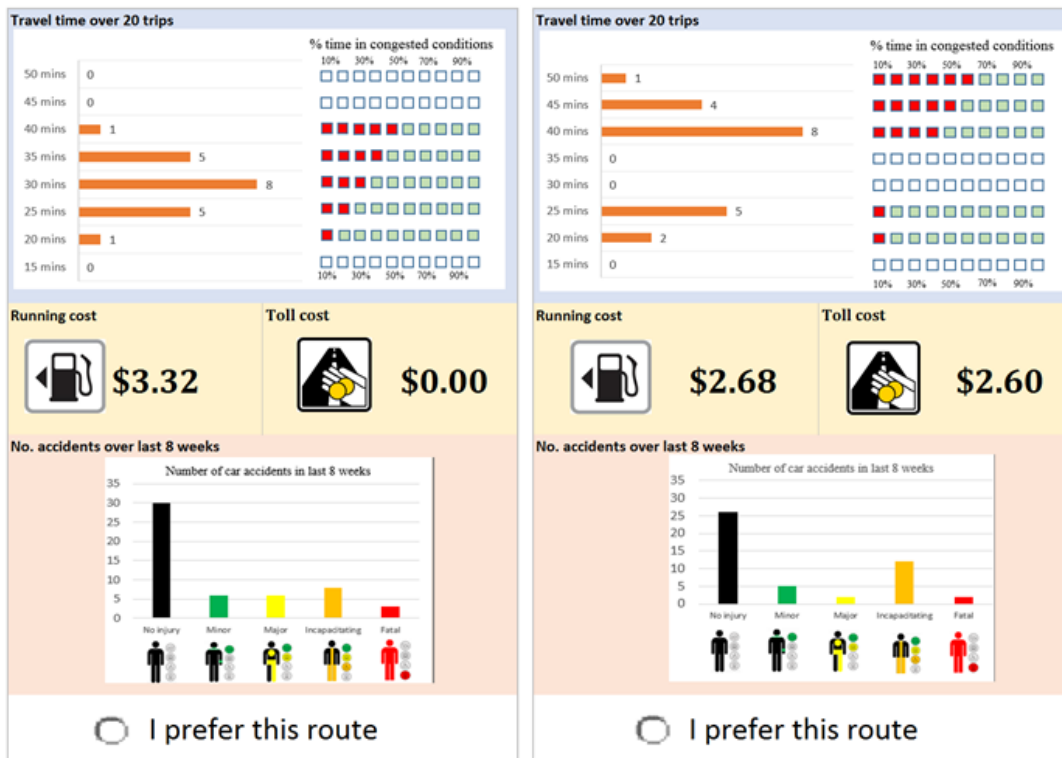 Travel time over 20 trips
% time in congested conditions
10% 30% 50% 70% 90%
50 mins 0
45 mins 0
40 mins 1
35 mins 5
30 mins 8
25 mins 5
20 mins 1
15 mins 0
10% 30% 50% 70% 90%
Running cost
$3.32
Toll cost
$0.00
No. accidents over last 8 weeks
Number of car accidents in last 8 weeks
35
30
25
20
15
10
5
0
No injury Minor Major Incapacitating Fatal
I prefer this route
Travel time over 20 trips
% time in congested conditions
10% 30% 50% 70% 90%
50 mins 1
45 mins 4
40 mins 8
35 mins 0
30 mins 0
25 mins 5
20 mins 2
15 mins 0
10% 30% 50% 70% 90%
Running cost
$2.68
Toll cost
$2.60
No. accidents over last 8 weeks
Number of car accidents in last 8 weeks
35
30
25
20
15
10
5
0
No injury Minor Major Incapacitating Fatal
I prefer this route